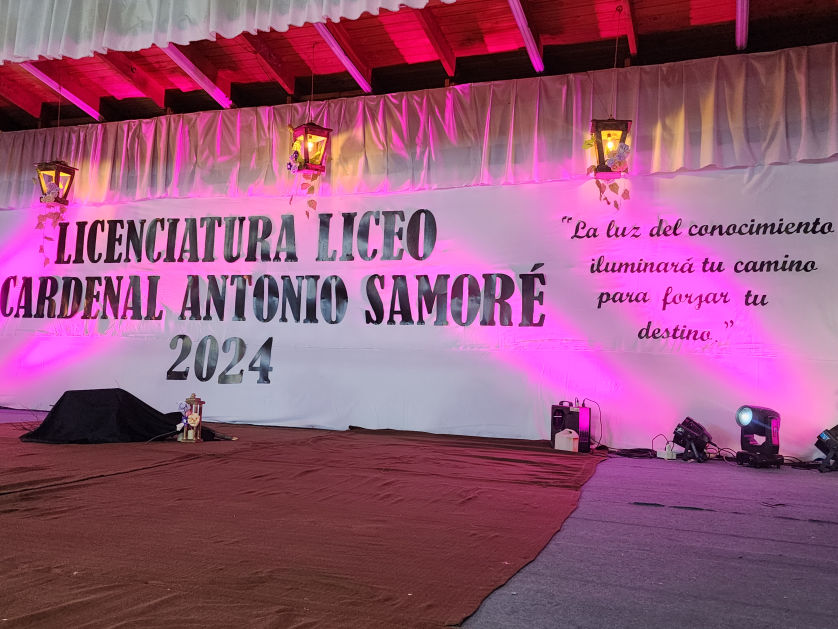 LICENCIATURA LICEO
CARDENAL ANTONIO SAMORÉ
2024
“La luz del conocimiento
iluminará tu camino
para forjar tu
destino.”